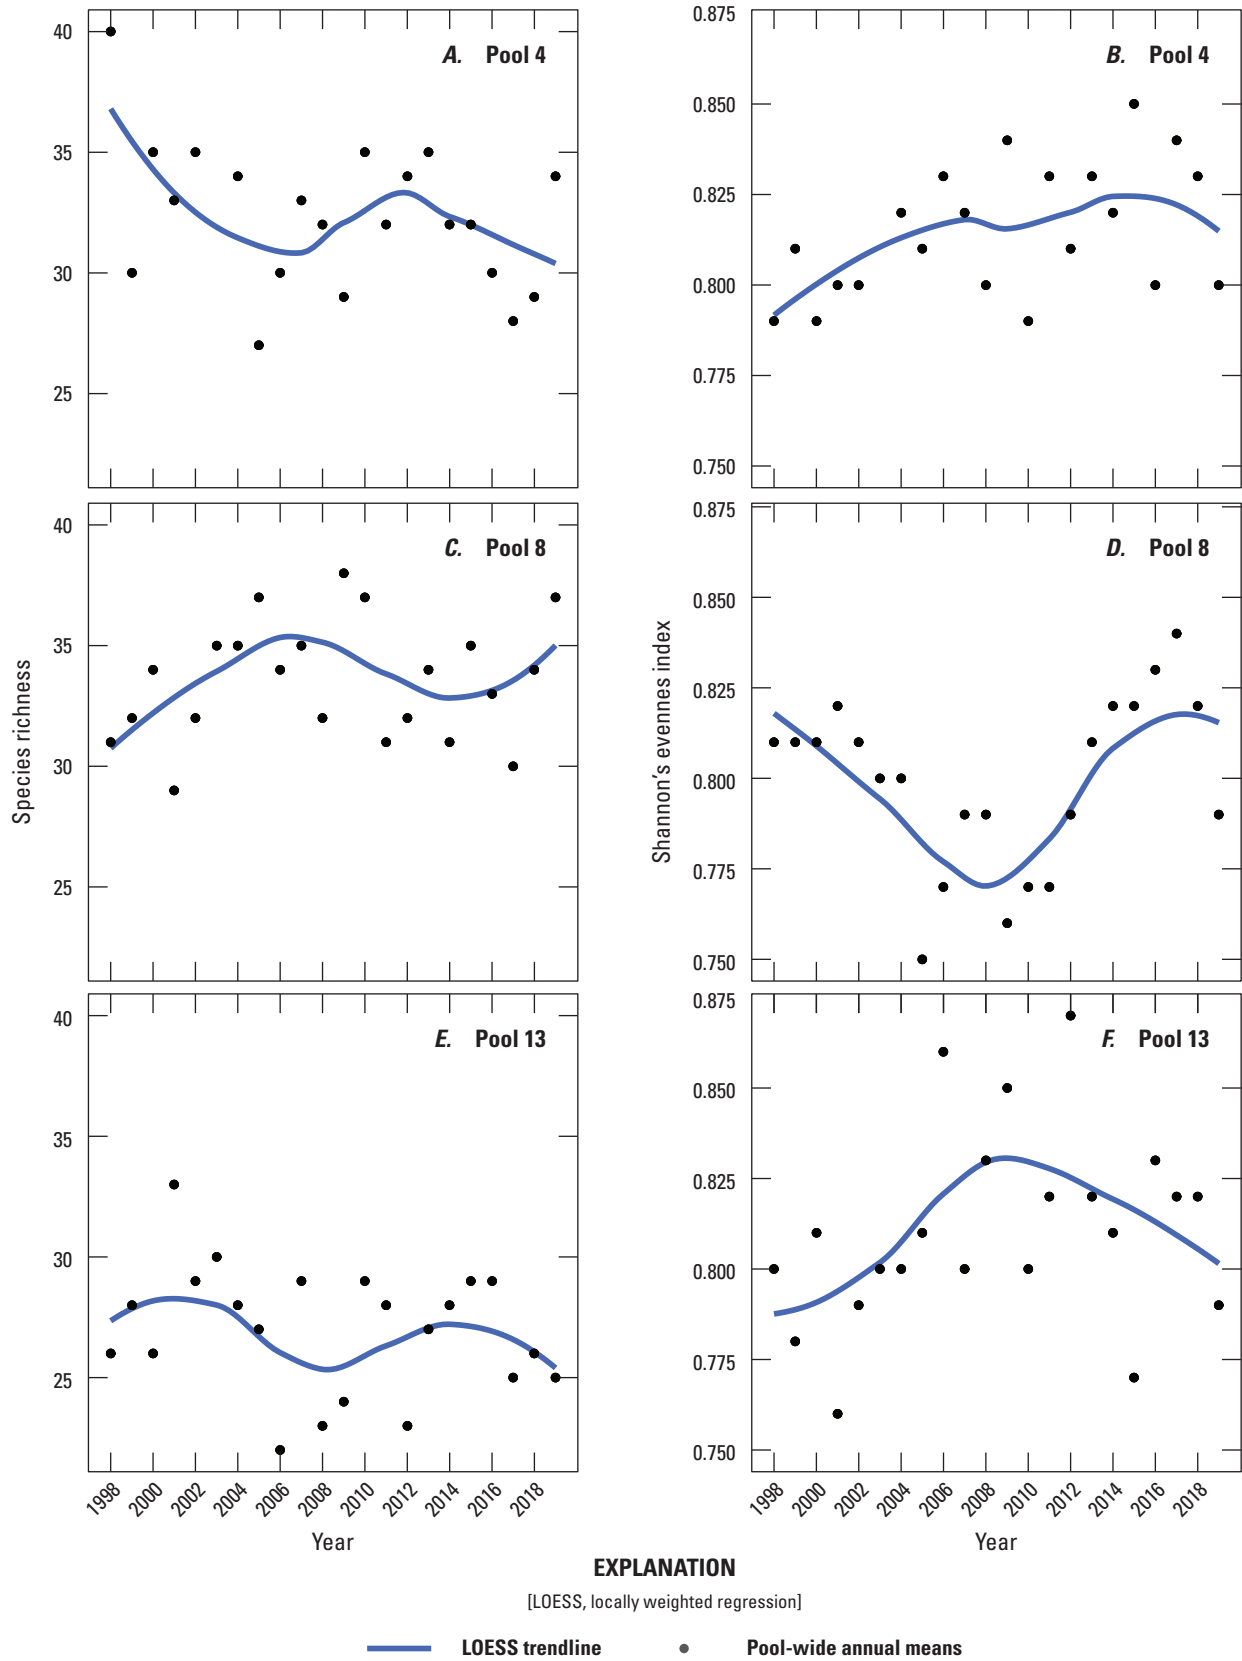 A. Pool 4
40
35
30
25
B. Pool 4
0.875
0.850
0.825
0.800
0.775
0.750
C. Pool 8
40
35
30
25
Species richness
D. Pool 8
0.875
0.850
0.825
0.800
0.775
0.750
Shannon's evennes index
E. Pool 13
40
35
30
25
1998 2000 2002 2004 2006 2008 2010 2012 2014 2016 2018
Year
F. Pool 13
0.875
0.850
0.825
0.800
0.775
0.750
1998 2000 2002 2004 2006 2008 2010 2012 2014 2016 2018
Year
EXPLANATION
[LOESS, locally weighted regression]
LOESS trendline
Pool-wide annual means